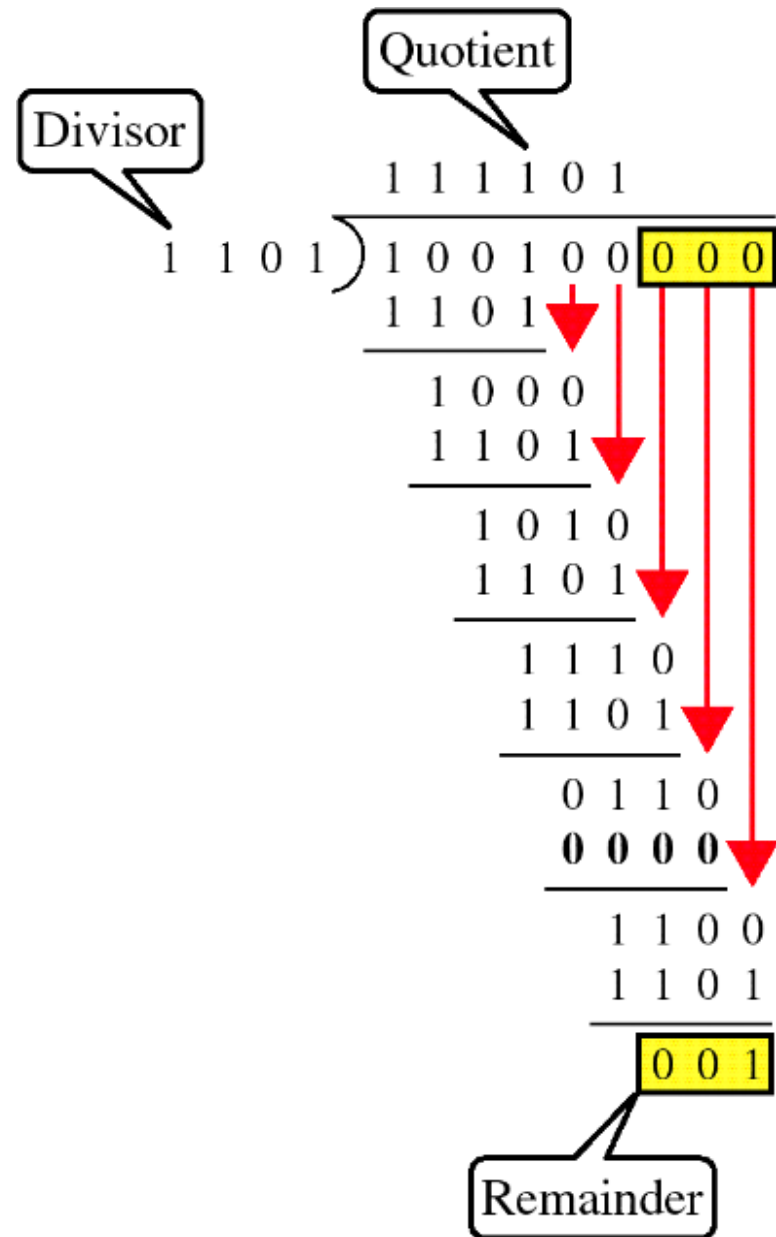 Quotient
Divisor
1 1 1 1 0 1
1 1 0 1 1 0 0 1 0 0 0 0 0
1 1 0 1
1 0 0 0
1 1 0 1
1 0 1 0
1 1 0 1
1 1 1 0
1 1 0 1
0 1 1 0
0 0 0 0
1 1 0 0
1 1 0 1
0 0 1
Remainder